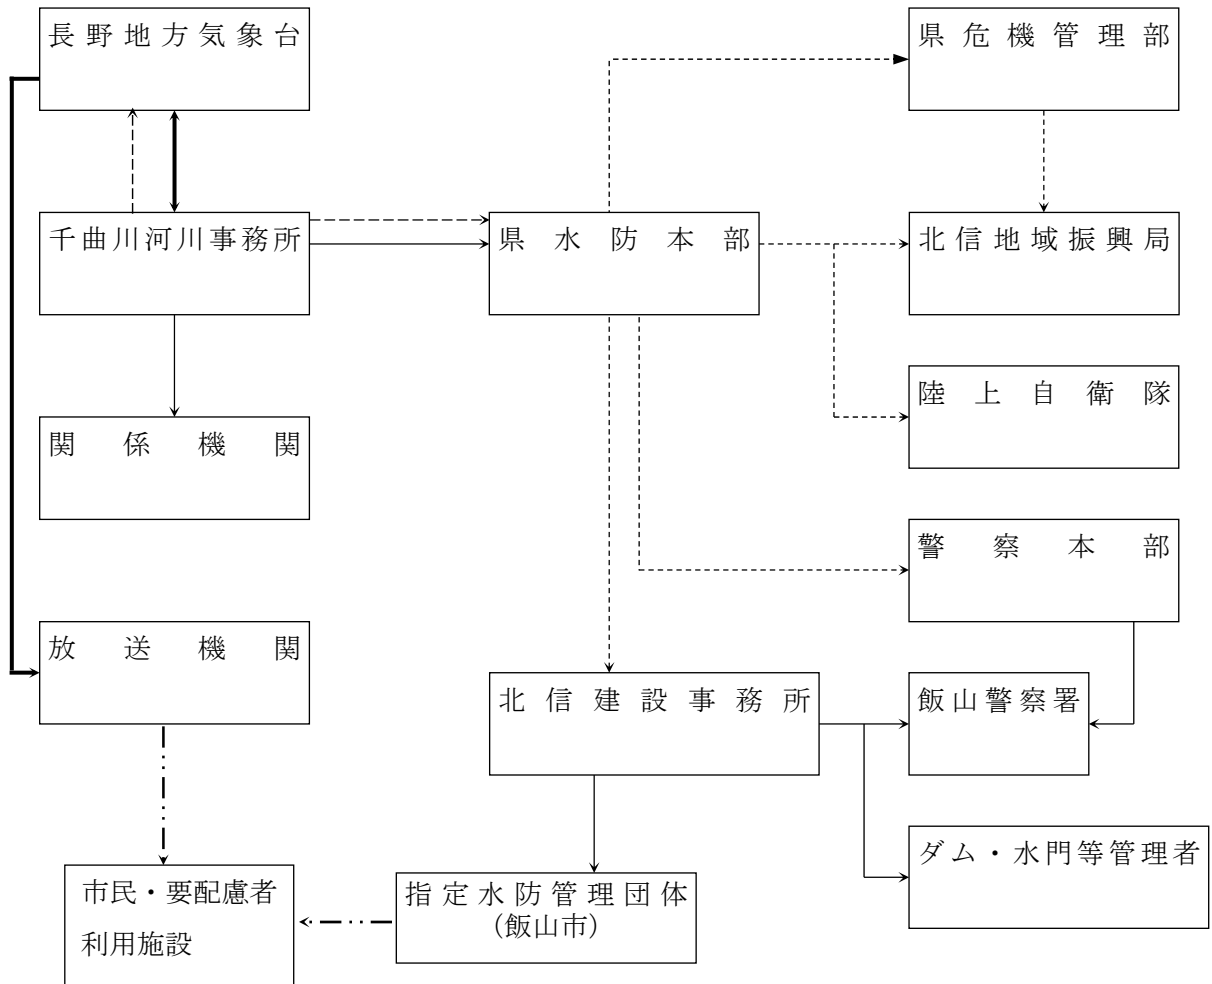 長野地方気象台
県危機管理部
千曲川河川事務所
県水防本部
北信地域振興局
陸上自衛隊
関係機関
警察本部
放送機関
北信建設事務所
飯山警察署
ダム・水門等管理者
市民・要配慮者
利用施設
指定水防管理団体
（飯山市）